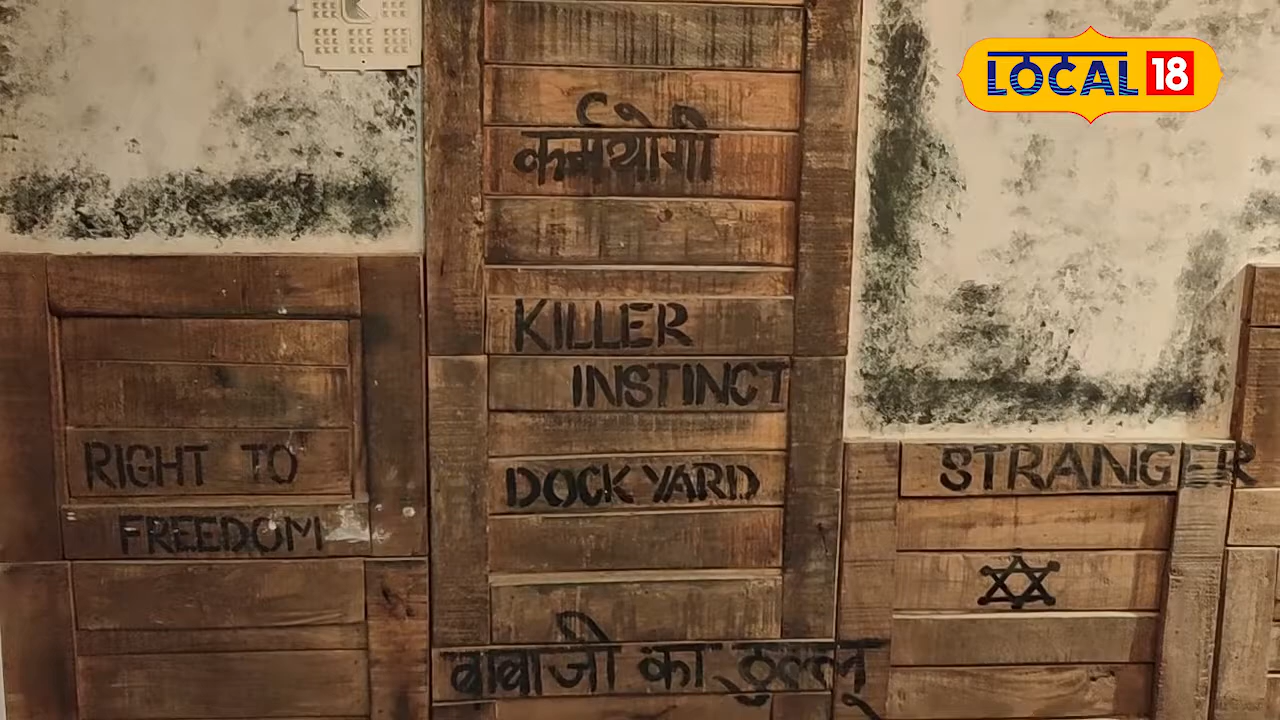 LOCAL 18
कर्मयोगी
KILLER
INSTINCT
DOCK YARD
बाबाजी का ठुल्लू
RIGHT TO
FREEDOM
STRANGER